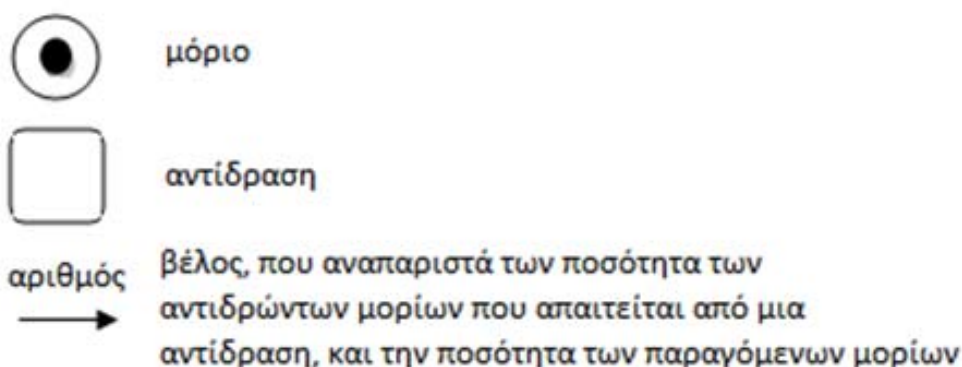 μόριο
αντίδραση
αριθμός
βέλος, που αναπαριστά των ποσότητα των
αντιδρώντων μορίων που απαιτείται από μια
αντίδραση, και την ποσότητα των παραγόμενων μορίων